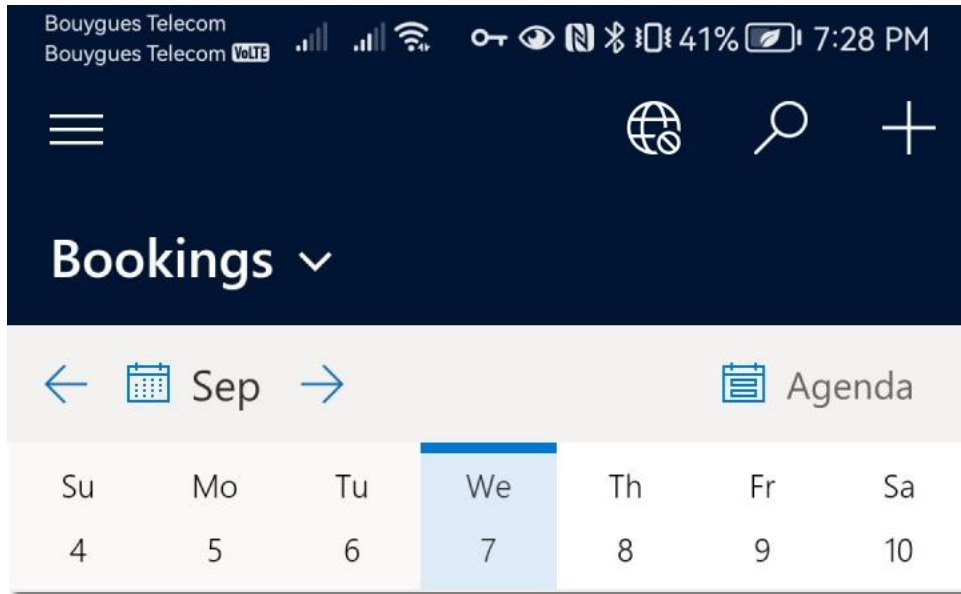 Bouygues Telecom
Bouygues Telecom VoLTE 41% 7:28 PM
Bookings
Sep Agenda
Su Mo Tu We Th Fr Sa
4 5 6 7 8 9 10